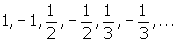 1, −1, 1/2, −1/2, 1/3, −1/3, …